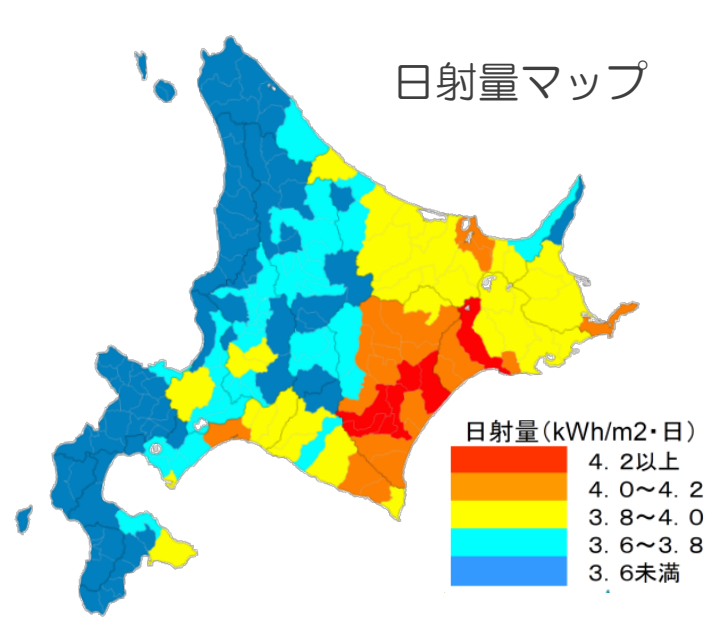 日射量マップ
日射量(kWh/m2・日)
4. 2以上
4. 0～4. 2
3. 8～4. 0
3. 6～3. 8
3. 6未満